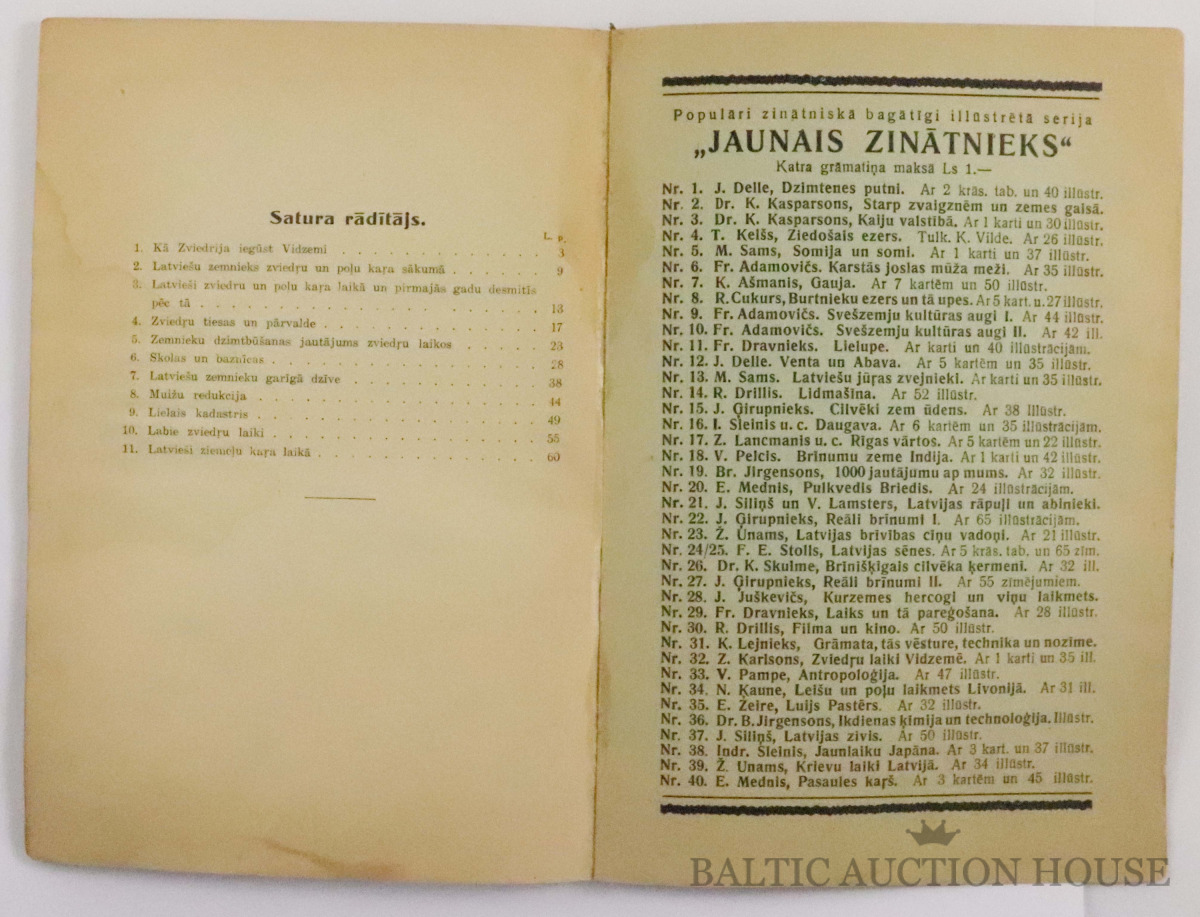 Satura rādītājs.
L. p.
1. Kā Zviedrija iegūst Vidzemi . . . . . . . . . . . . 3
2. Latviešu zemnieks zviedŗu un poļu kaŗa sākumā . . . . . . 9
3. Latvieši zviedru un poļu kaŗa laikā un pirmajās gadu desmitīs
pēc tā . . . . . . . . . . . . . . . . . . . 13
4. Zviedŗu tiesas un pārvalde . . . . . . . . . . . . 17
5. Zemnieku dzimtbūšanas jautājums zviedŗu laikos . . . . . . 23
6. Skolas un baznīcas . . . . . . . . . . . . . . . 28
7. Latviešu zemnieku garīgā dzīve . . . . . . . . . . . 38
8. Muižu redukcija . . . . . . . . . . . . . . . . 44
9. Lielais kadastris . . . . . . . . . . . . . . . . 49
10. Labie zviedŗu laiki . . . . . . . . . . . . . . . 55
11. Latvieši ziemeļu kaŗa laikā . . . . . . . . . . . . 60
Populāri zinātniskā bagātīgi illūstrētā serija
„JAUNAIS ZINĀTNIEKS“
Katra grāmatiņa maksā Ls 1.—
Nr. 1. J. Delle, Dzimtenes putni. Ar 2 krās. tab. un 40 illūstr.
Nr. 2. Dr. K. Kasparsons, Starp zvaigznēm un zemes gaisā.
Nr. 3. Dr. K. Kasparsons, Kaiju valstībā. Ar 1 karti un 30 illūstr.
Nr. 4. T. Kelšs, Ziedošais ezers. Tulk. K. Vilde. Ar 26 illūstr.
Nr. 5. M. Sams, Somija un somi. Ar 1 karti un 37 illūstr.
Nr. 6. Fr. Adamovičs. Karstās joslas mūža meži. Ar 35 illūstr.
Nr. 7. K. Ašmanis, Gauja. Ar 7 kartēm un 50 illūstr.
Nr. 8. R. Cukurs, Burtnieku ezers un tā upes. Ar 5 kart. u. 27 illūstr.
Nr. 9. Fr. Adamovičs. Svešzemju kultūras augi I. Ar 44 illūstr.
Nr. 10. Fr. Adamovičs. Svešzemju kultūras augi II. Ar 42 ill.
Nr. 11. Fr. Dravnieks. Lielupe. Ar karti un 40 illūstrācijām.
Nr. 12. J. Delle. Venta un Abava. Ar 5 kartēm un 35 illūstr.
Nr. 13. M. Sams. Latviešu jūŗas zvejnieki. Ar karti un 35 illūstr.
Nr. 14. R. Drillis. Lidmašina. Ar 52 illūstr.
Nr. 15. J. Ģirupnieks. Cilvēki zem ūdens. Ar 38 Illūstr.
Nr. 16. I. Sleinis u. c. Daugava. Ar 6 kartēm un 35 illūstrācijām.
Nr. 17. Z. Lancmanis u. c. Rīgas vārtos. Ar 5 kartēm un 22 illūstr.
Nr. 18. V. Pelcis. Brīnumu zeme Indija. Ar 1 karti un 42 illūstr.
Nr. 19. Br. Jirgensons, 1000 jautājumu ap mums. Ar 32 illūstr.
Nr. 20. E. Mednis, Pulkvedis Briedis. Ar 24 illūstrācijām.
Nr. 21. J. Siliņš un V. Lamsters, Latvijas rāpuļi un abinieki.
Nr. 22. J. Ģirupnieks, Reāli brīnumi I. Ar 65 illūstrācijām.
Nr. 23. Ž. Unams, Latvijas brīvības cīņu vadoņi. Ar 21 illūstr.
Nr. 24/25. F. E. Stolls, Latvijas sēnes. Ar 5 krās. tab. un 65 zīm.
Nr. 26. Dr. K. Skulme, Brīnišķigais cilvēka ķermeni. Ar 32 ill.
Nr. 27. J. Ģirupnieks, Reāli brīnumi II. Ar 55 zīmējumiem.
Nr. 28. J. Juškevičs, Kurzemes hercogi un viņu laikmets.
Nr. 29. Fr. Dravnieks, Laiks un tā pareģošana. Ar 28 illūstr.
Nr. 30. R. Drillis, Filma un kino. Ar 50 illūstr.
Nr. 31. K. Lejnieks, Grāmata, tās vēsture, technika un nozīme.
Nr. 32. Z. Karlsons, Zviedŗu laiki Vidzemē. Ar 1 karti un 35 ill.
Nr. 33. V. Pampe, Antropoloģija. Ar 47 illūstr.
Nr. 34. N. Ķaune, Leišu un poļu laikmets Livonijā. Ar 31 ill.
Nr. 35. E. Žeire, Luijs Pastērs. Ar 32 illūstr.
Nr. 36. Dr. B. Jirgensons, Ikdienas ķīmija un technoloģija. Illūstr.
Nr. 37. J. Siliņš, Latvijas zivis. Ar 50 illūstr.
Nr. 38. Indr. Sleinis, Jaunlaiku Japāna. Ar 3 kart. un 37 illūstr.
Nr. 39. Ž. Unams, Krievu laiki Latvijā. Ar 34 illūstr.
Nr. 40. E. Mednis, Pasaules kaŗš. Ar 3 kartēm un 45 illūstr.
BALTIC AUCTION HOUSE